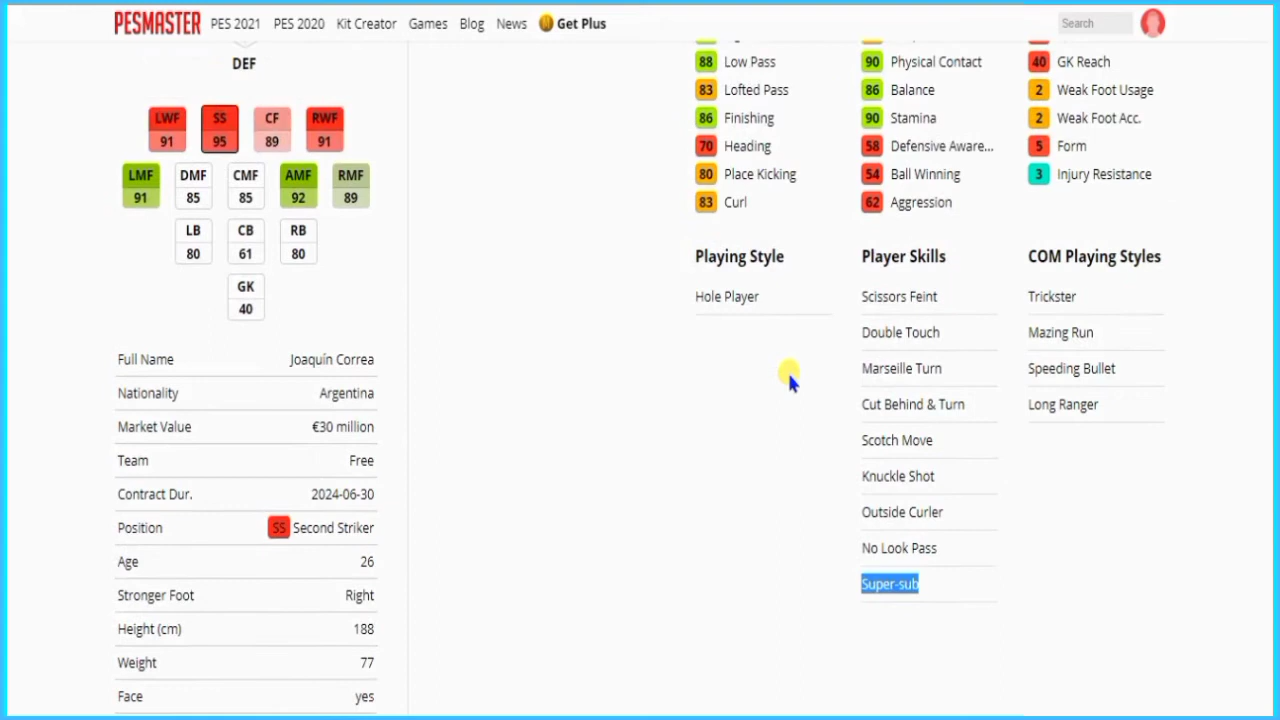 PESMASTER PES 2021 PES 2020 Kit Creator Games Blog News Get Plus Search
DEF
LWF SS CF RWF
91 95 89 91
LMF DMF CMF AMF RMF
91 85 85 92 89
LB CB RB
80 61 80
GK
40
Full Name Joaquín Correa
Nationality Argentina
Market Value €30 million
Team Free
Contract Dur. 2024-06-30
Position SS Second Striker
Age 26
Stronger Foot Right
Height (cm) 188
Weight 77
Face yes
88 Low Pass
83 Lofted Pass
86 Finishing
70 Heading
80 Place Kicking
83 Curl
90 Physical Contact
86 Balance
90 Stamina
58 Defensive Aware...
54 Ball Winning
62 Aggression
40 GK Reach
2 Weak Foot Usage
2 Weak Foot Acc.
5 Form
3 Injury Resistance
Playing Style
Hole Player
Player Skills
Scissors Feint
Double Touch
Marseille Turn
Cut Behind & Turn
Scotch Move
Knuckle Shot
Outside Curler
No Look Pass
Super-sub
COM Playing Styles
Trickster
Mazing Run
Speeding Bullet
Long Ranger